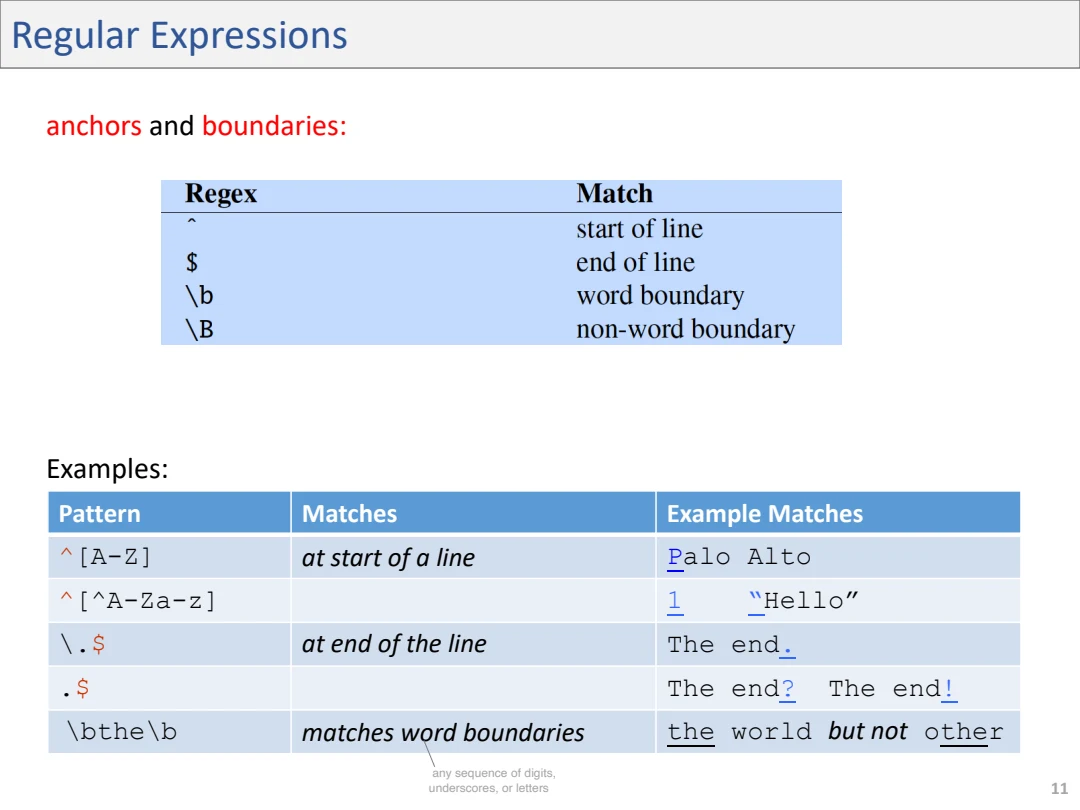 Regular Expressions
anchors and boundaries:
Regex Match
^ start of line
$ end of line
\b word boundary
\B non-word boundary
Examples:
Pattern Matches Example Matches
^[A-Z] at start of a line Palo Alto
^[^A-Za-z] 1 “Hello”
\.$ at end of the line The end.
.$ The end? The end!
\bthe\b matches word boundaries the world but not other
any sequence of digits,
underscores, or letters
11